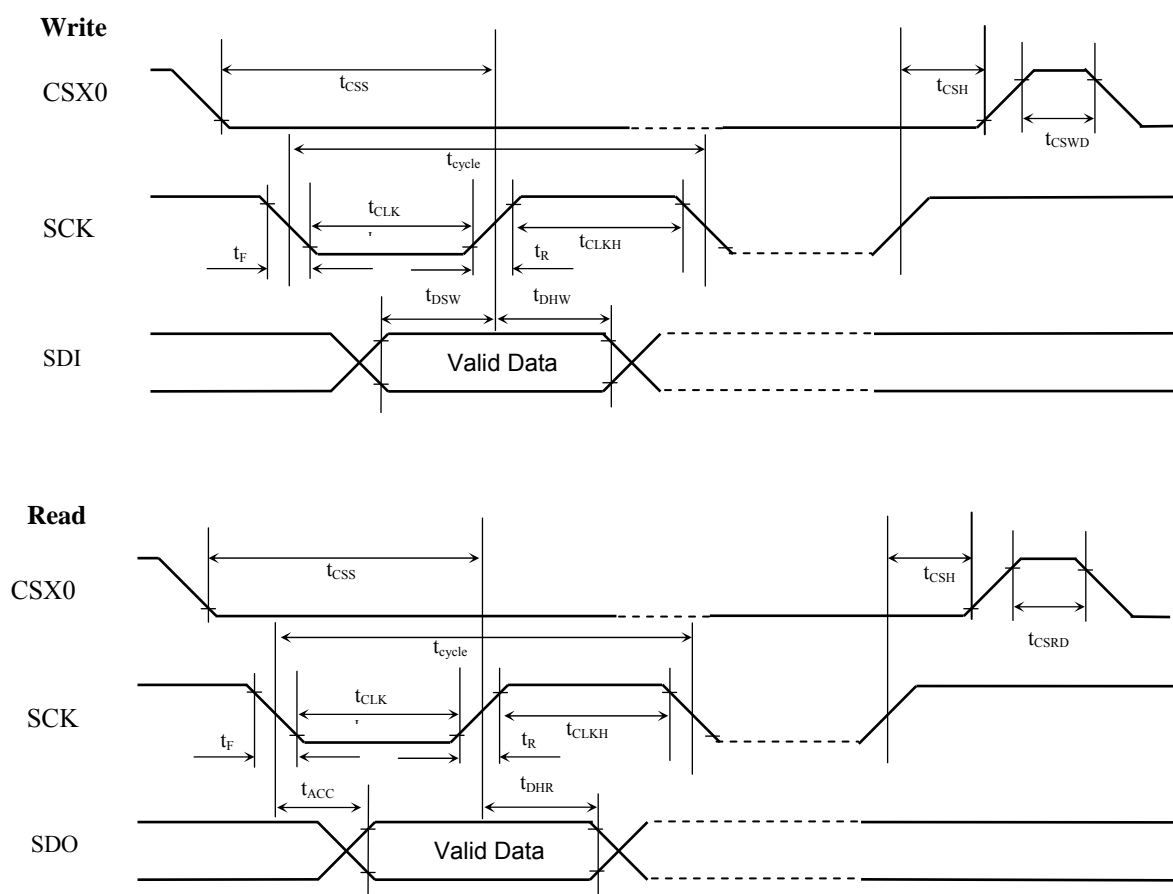 Write
CSX0
tCSS
tCSH
tCSWD
tcycle
SCK
tCLK
tCLKH
tF
tR
tDSW
tDHW
SDI
Valid Data
Read
CSX0
tCSS
tCSH
tCSRD
tcycle
SCK
tCLK
tCLKH
tF
tR
tACC
tDHR
SDO
Valid Data